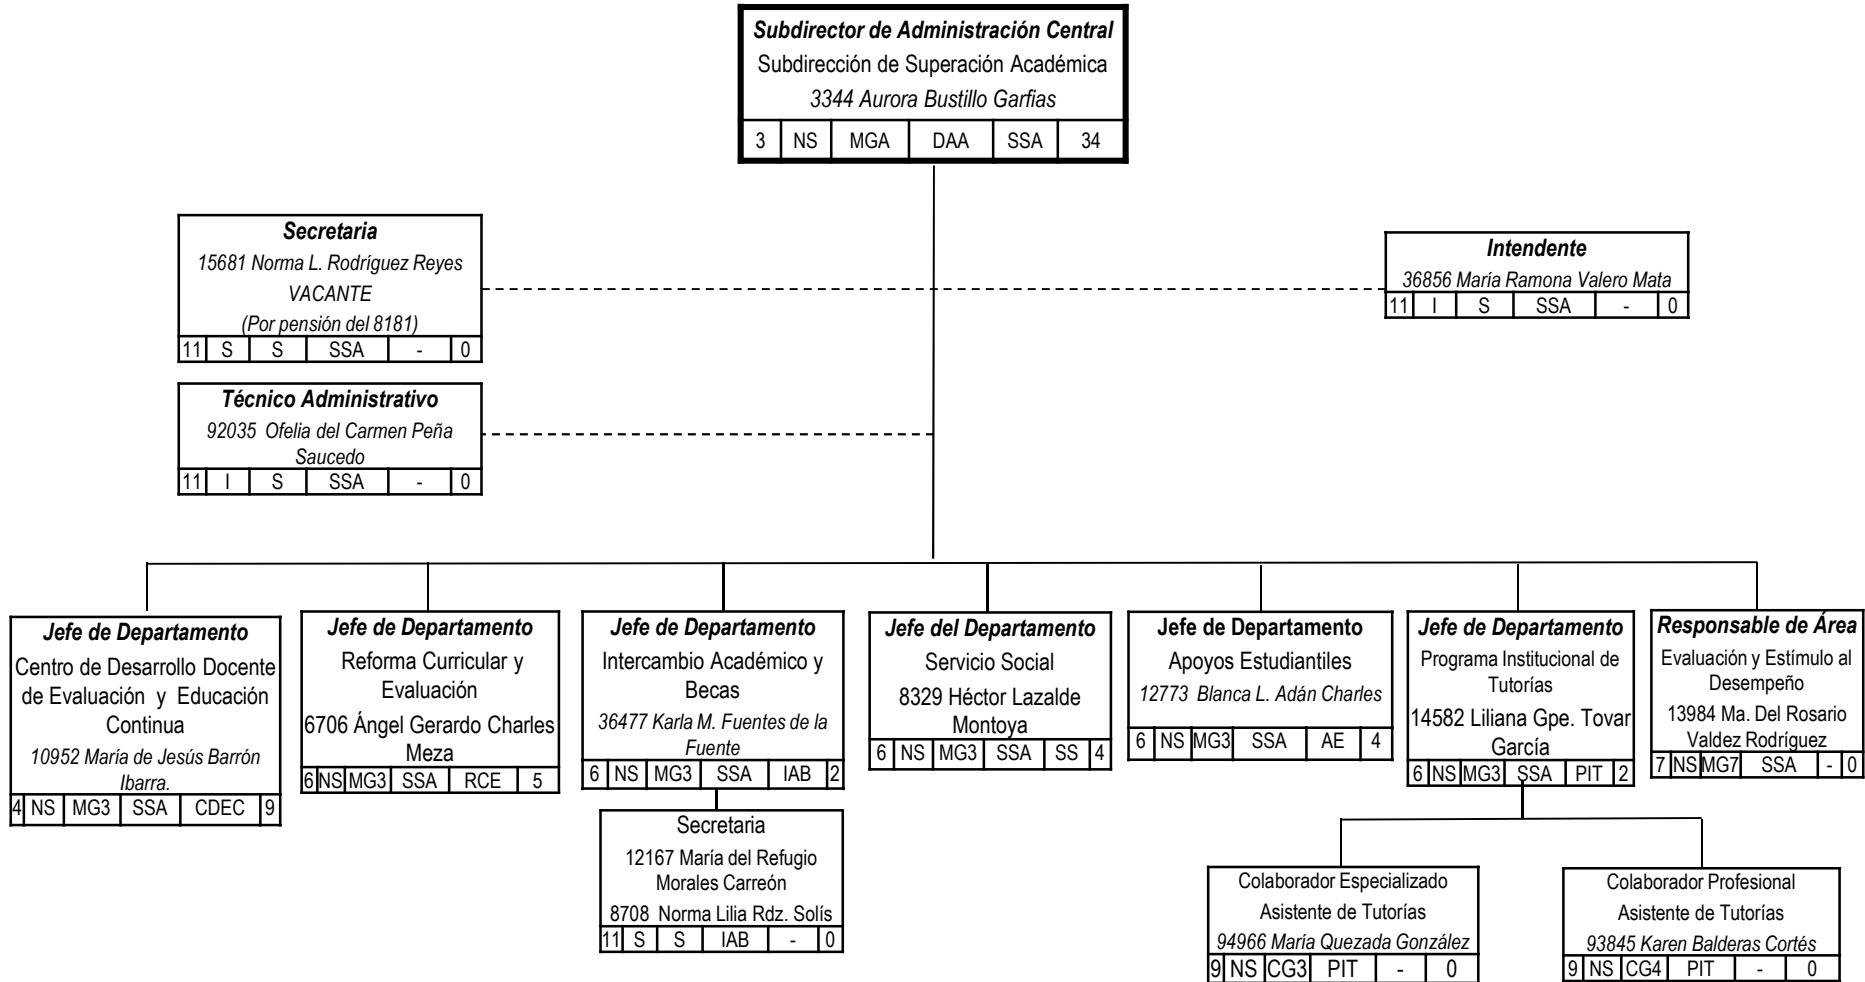 Subdirector de Administración Central
Subdirección de Superación Académica
3344 Aurora Bustillo Garfias
3 NS MGA DAA SSA 34
Secretaria
15681 Norma L. Rodríguez Reyes
VACANTE
(Por pensión del 8181)
11 S S SSA - 0
Intendente
36856 María Ramona Valero Mata
11 I S SSA - 0
Técnico Administrativo
92035 Ofelia del Carmen Peña
Saucedo
11 I S SSA - 0
Jefe de Departamento
Centro de Desarrollo Docente
de Evaluación y Educación
Continua
10952 María de Jesús Barrón
Ibarra.
4 NS MG3 SSA CDEC 9
Jefe de Departamento
Reforma Curricular y
Evaluación
6706 Ángel Gerardo Charles
Meza
6 NS MG3 SSA RCE 5
Jefe de Departamento
Intercambio Académico y
Becas
36477 Karla M. Fuentes de la
Fuente
6 NS MG3 SSA IAB 2
Jefe del Departamento
Servicio Social
8329 Héctor Lazalde
Montoya
6 NS MG3 SSA SS 4
Jefe de Departamento
Apoyos Estudiantiles
12773 Blanca L. Adán Charles
6 NS MG3 SSA AE 4
Jefe de Departamento
Programa Institucional de
Tutorías
14582 Liliana Gpe. Tovar
García
6 NS MG3 SSA PIT 2
Responsable de Área
Evaluación y Estímulo al
Desempeño
13984 Ma. Del Rosario
Valdez Rodríguez
7 NS MG7 SSA - 0
Secretaria
12167 María del Refugio
Morales Carreón
8708 Norma Lilia Rdz. Solís
11 S S IAB - 0
Colaborador Especializado
Asistente de Tutorías
94966 María Quezada González
9 NS CG3 PIT - 0
Colaborador Profesional
Asistente de Tutorías
93845 Karen Balderas Cortés
9 NS CG4 PIT - 0